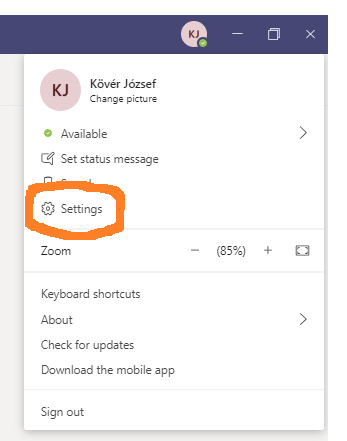 KJ
KJ
Kövér József
Change picture
Available
Set status message
Settings
Zoom
− (85%) +
Keyboard shortcuts
About
Check for updates
Download the mobile app
Sign out